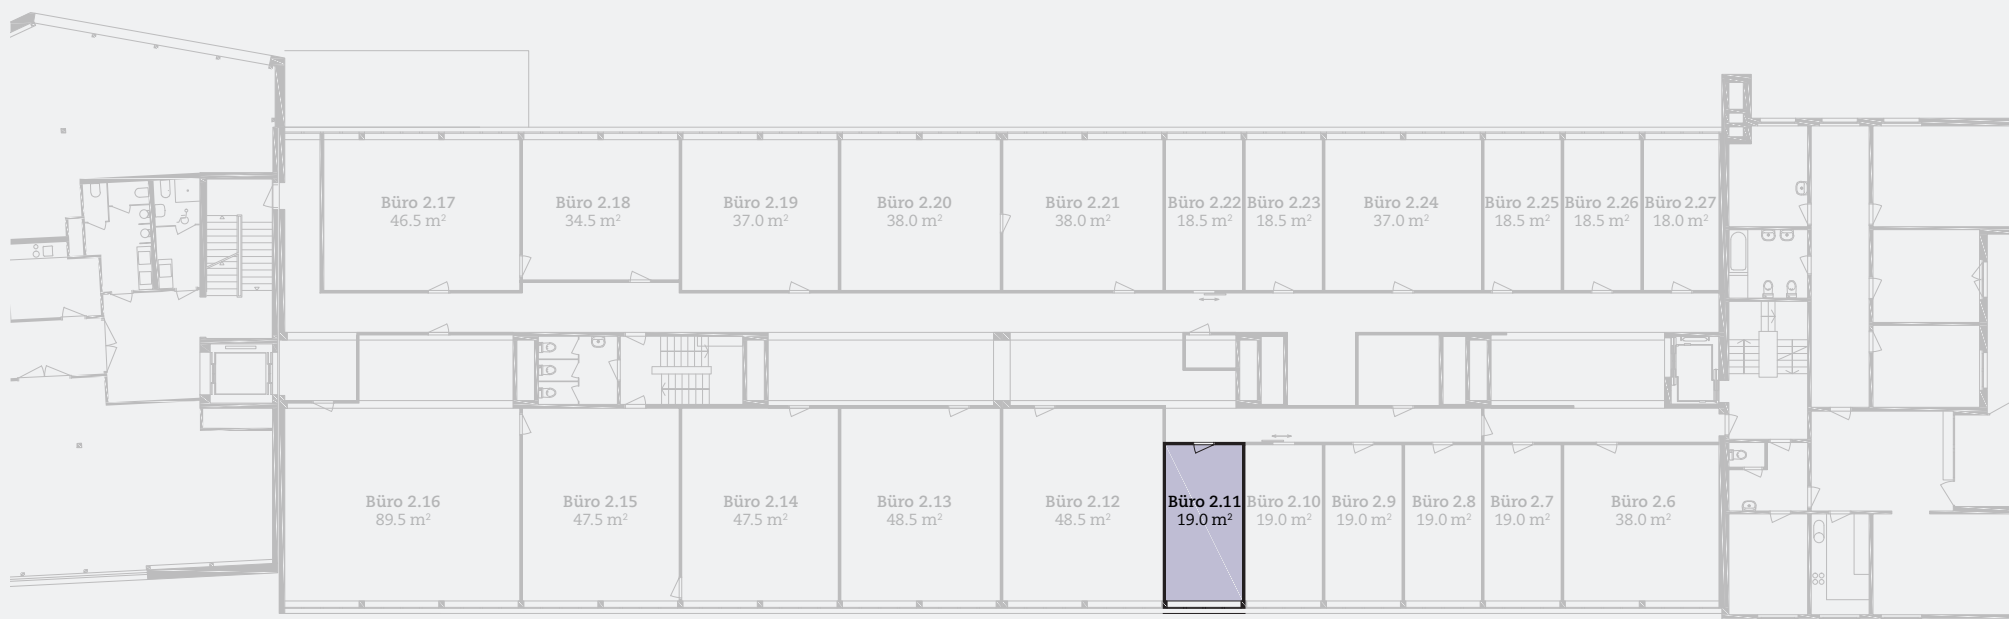 Büro 2.17
46.5 m²
Büro 2.18
34.5 m²
Büro 2.19
37.0 m²
Büro 2.20
38.0 m²
Büro 2.21
38.0 m²
Büro 2.22
18.5 m²
Büro 2.23
18.5 m²
Büro 2.24
37.0 m²
Büro 2.25
18.5 m²
Büro 2.26
18.5 m²
Büro 2.27
18.0 m²
Büro 2.16
89.5 m²
Büro 2.15
47.5 m²
Büro 2.14
47.5 m²
Büro 2.13
48.5 m²
Büro 2.12
48.5 m²
Büro 2.11
19.0 m²
Büro 2.10
19.0 m²
Büro 2.9
19.0 m²
Büro 2.8
19.0 m²
Büro 2.7
19.0 m²
Büro 2.6
38.0 m²